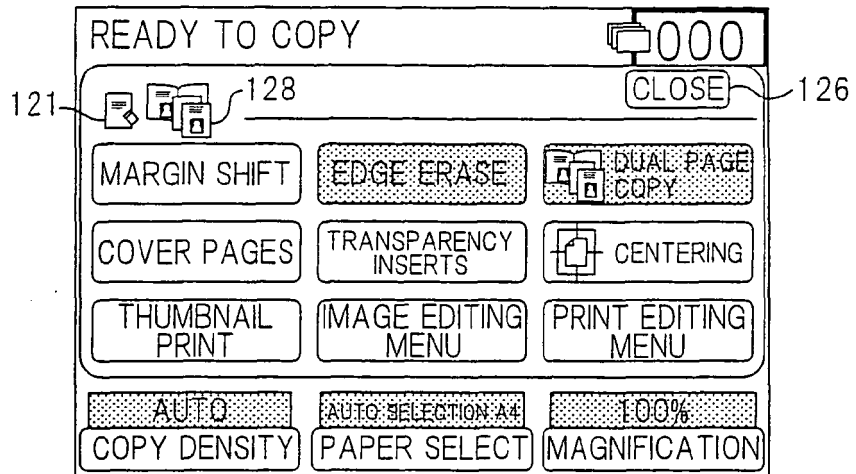 READY TO COPY 000
121 128 CLOSE 126
MARGIN SHIFT EDGE ERASE DUAL PAGE
COPY
COVER PAGES TRANSPARENCY
INSERTS CENTERING
THUMBNAIL
PRINT IMAGE EDITING
MENU PRINT EDITING
MENU
AUTO AUTO SELECTION A4 100%
COPY DENSITY PAPER SELECT MAGNIFICATION